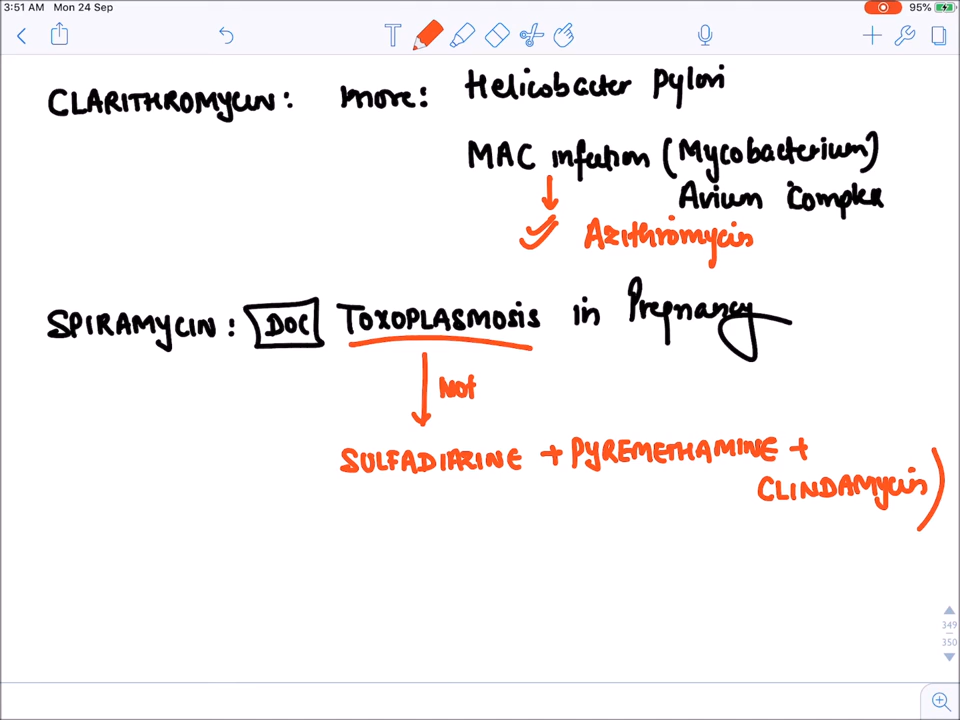 3:51 AM Mon 24 Sep 95%
CLARITHROMYCIN: more: Helicobacter Pylori
MAC infection (Mycobacterium)
Avium Complex
Azithromycin
SPIRAMYCIN: DOC TOXOPLASMOSIS in Pregnancy
Not
SULFADIAZINE + PYREMETHAMINE +
CLINDAMYCIN)
349
350